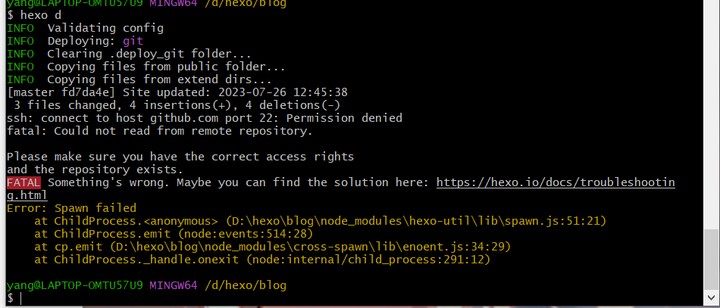 yang@LAPTOP-OMTU57U9 MINGW64 /d/hexo/blog
$ hexo d
INFO  Validating config
INFO  Deploying: git
INFO  Clearing .deploy_git folder...
INFO  Copying files from public folder...
INFO  Copying files from extend dirs...
[master fd7da4e] Site updated: 2023-07-26 12:45:38
 3 files changed, 4 insertions(+), 4 deletions(-)
ssh: connect to host github.com port 22: Permission denied
fatal: Could not read from remote repository.

Please make sure you have the correct access rights
and the repository exists.
FATAL Something's wrong. Maybe you can find the solution here: https://hexo.io/docs/troubleshootin
g.html
Error: Spawn failed
    at ChildProcess.<anonymous> (D:\hexo\blog\node_modules\hexo-util\lib\spawn.js:51:21)
    at ChildProcess.emit (node:events:514:28)
    at cp.emit (D:\hexo\blog\node_modules\cross-spawn\lib\enoent.js:34:29)
    at ChildProcess._handle.onexit (node:internal/child_process:291:12)

yang@LAPTOP-OMTU57U9 MINGW64 /d/hexo/blog
$